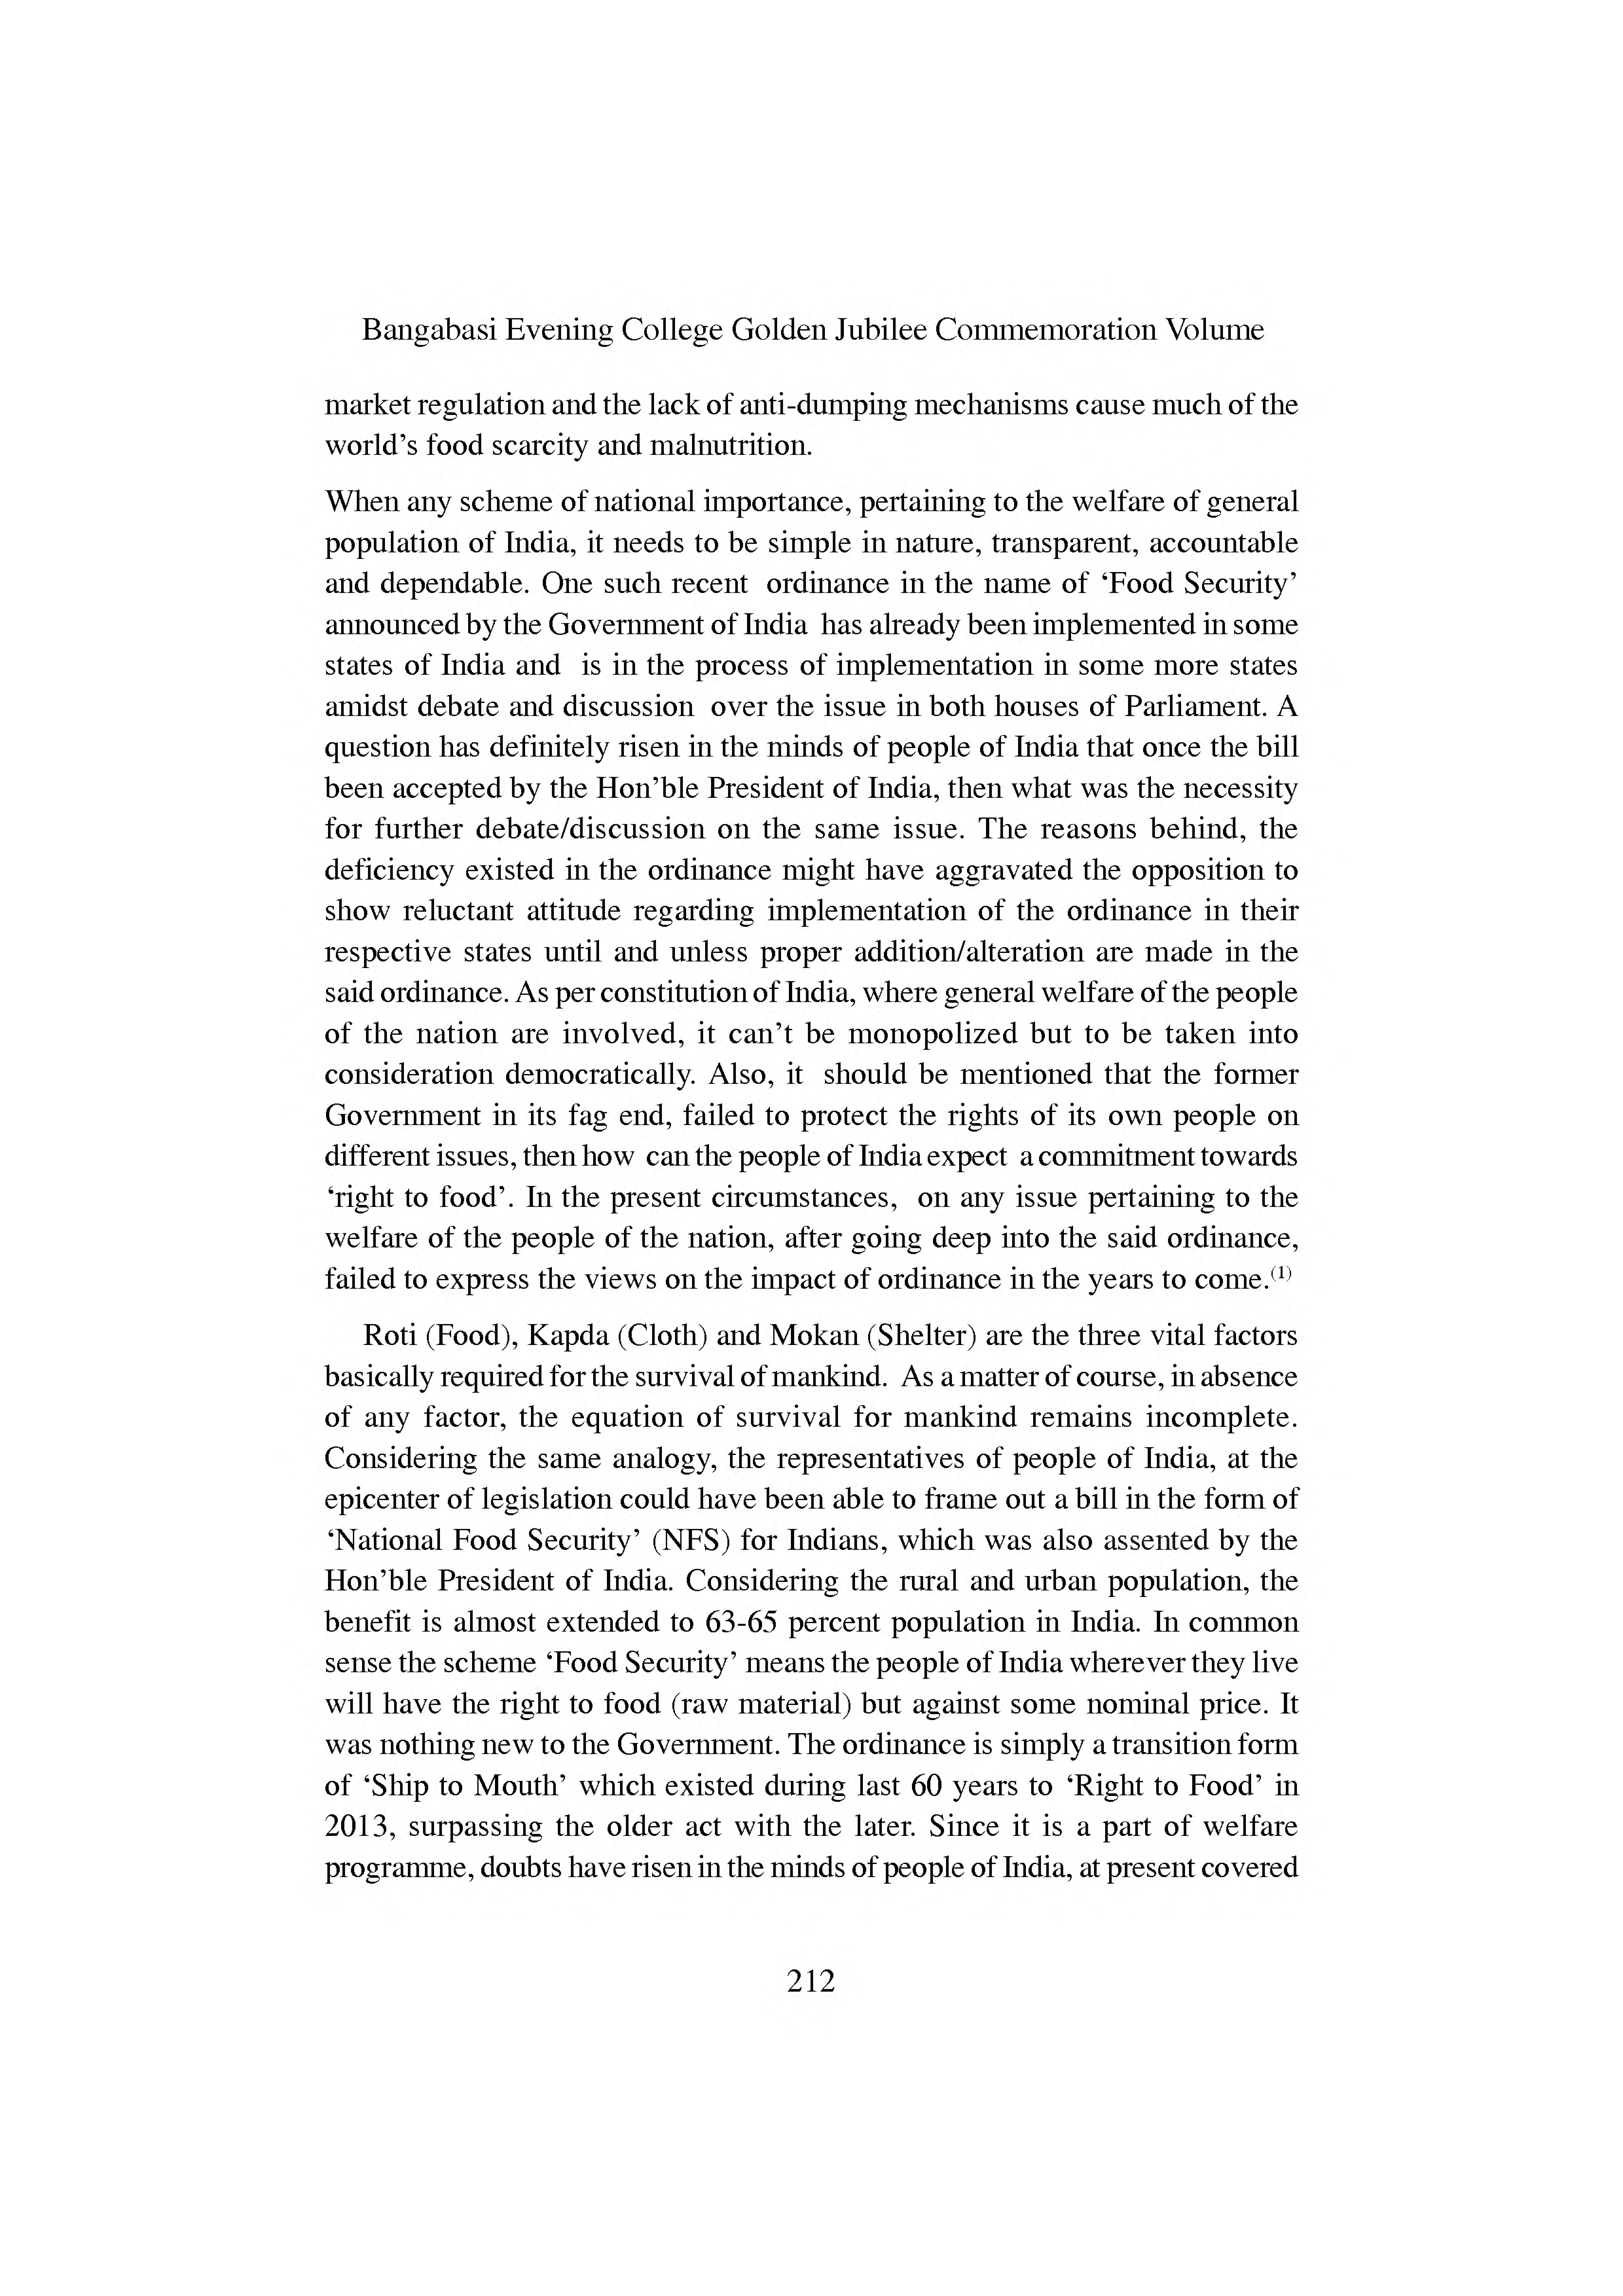 Bangabasi Evening College Golden Jubilee Commemoration Volume
market regulation and the lack of anti-dumping mechanisms cause much of the
world’s food scarcity and malnutrition.
When any scheme of national importance, pertaining to the welfare of general
population of India, it needs to be simple in nature, transparent, accountable
and dependable. One such recent ordinance in the name of ‘Food Security’
announced by the Government of India has already been implemented in some
states of India and is in the process of implementation in some more states
amidst debate and discussion over the issue in both houses of Parliament. A
question has definitely risen in the minds of people of India that once the bill
been accepted by the Hon’ble President of India, then what was the necessity
for further debate/discussion on the same issue. The reasons behind, the
deficiency existed in the ordinance might have aggravated the opposition to
show reluctant attitude regarding implementation of the ordinance in their
respective states until and unless proper addition/alteration are made in the
said ordinance. As per constitution of India, where general welfare of the people
of the nation are involved, it can’t be monopolized but to be taken into
consideration democratically. Also, it should be mentioned that the former
Government in its fag end, failed to protect the rights of its own people on
different issues, then how can the people of India expect a commitment towards
‘right to food’. In the present circumstances, on any issue pertaining to the
welfare of the people of the nation, after going deep into the said ordinance,
failed to express the views on the impact of ordinance in the years to come.(1)
Roti (Food), Kapda (Cloth) and Mokan (Shelter) are the three vital factors
basically required for the survival of mankind. As a matter of course, in absence
of any factor, the equation of survival for mankind remains incomplete.
Considering the same analogy, the representatives of people of India, at the
epicenter of legislation could have been able to frame out a bill in the form of
‘National Food Security’ (NFS) for Indians, which was also assented by the
Hon’ble President of India. Considering the rural and urban population, the
benefit is almost extended to 63-65 percent population in India. In common
sense the scheme ‘Food Security’ means the people of India wherever they live
will have the right to food (raw material) but against some nominal price. It
was nothing new to the Government. The ordinance is simply a transition form
of ‘Ship to Mouth’ which existed during last 60 years to ‘Right to Food’ in
2013, surpassing the older act with the later. Since it is a part of welfare
programme, doubts have risen in the minds of people of India, at present covered
212